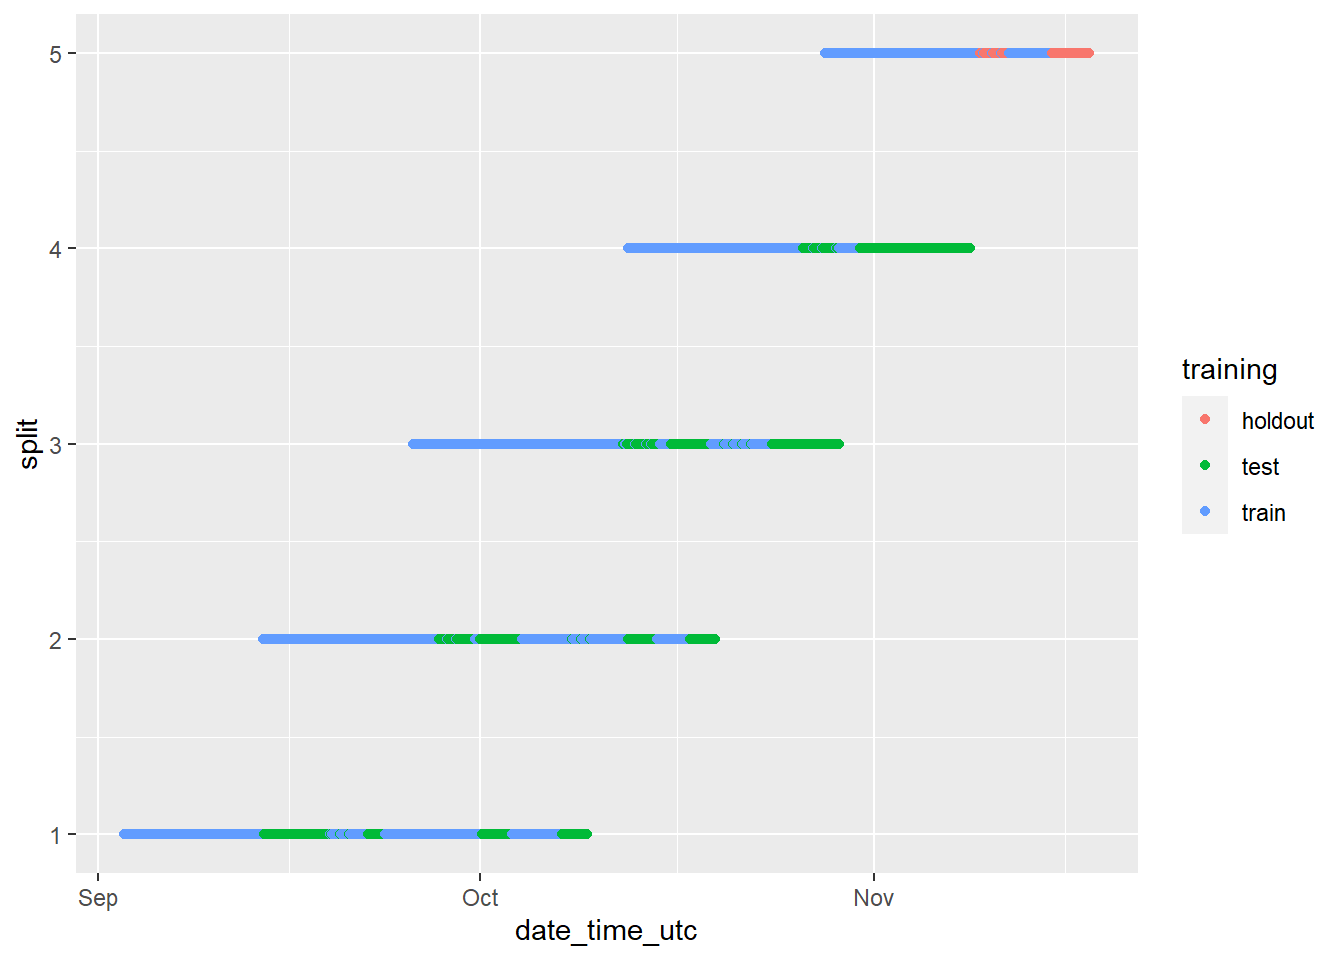 5
4
3
2
1
split
Sep Oct Nov
date_time_utc
training
holdout
test
train